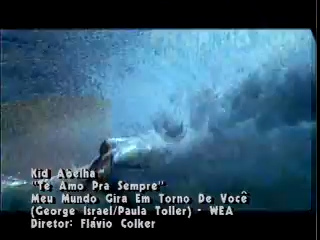 Kid Abelha
"Te Amo Pra Sempre"
Meu Mundo Gira Em Torno De Você
(George Israel/Paula Toller) - WEA
Diretor: Flávio Colker